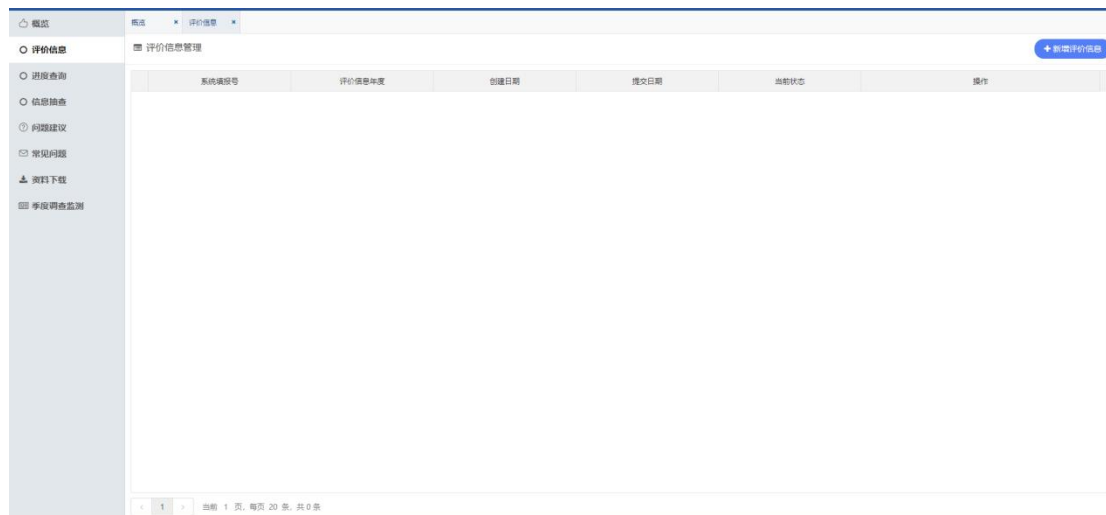 概览
评价信息
进度查询
信息抽查
问题建议
常见问题
资料下载
季度调查监测
概览 × 评价信息 ×
评价信息管理
+新增评价信息
系统填报号 评价信息年度 创建日期 提交日期 当前状态 操作
< 1 > 当前 1 页, 每页 20 条, 共 0 条